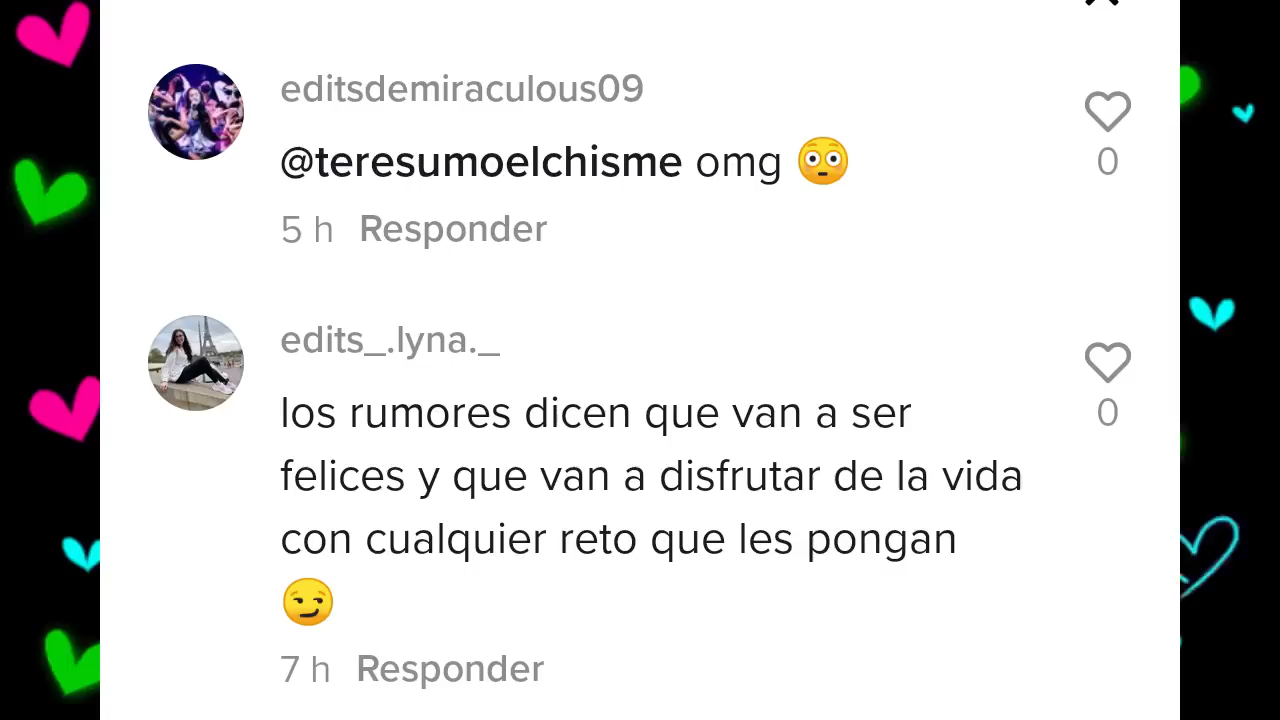 editsdemiraculous09
@teresumoelchisme omg 😳
0
5 h Responder
edits_.lyna._
los rumores dicen que van a ser
0
felices y que van a disfrutar de la vida
con cualquier reto que les pongan
😏
7 h Responder